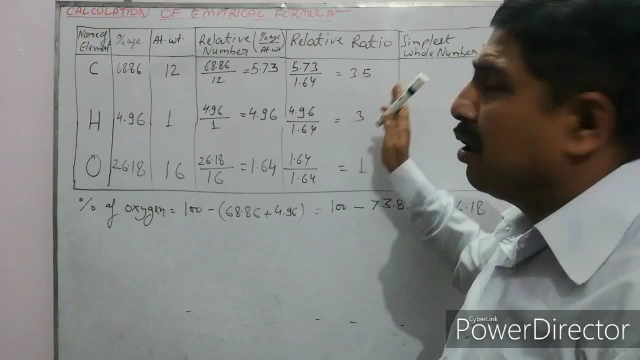 CALCULATION OF EMPIRICAL FORMULA
Name of Element %age At. wt. Relative Number (%age / At. wt) Relative Ratio Simplest Whole Number
C 68.86 12 68.86/12 = 5.73 5.73/1.64 = 3.5
H 4.96 1 4.96/1 = 4.96 4.96/1.64 = 3
O 26.18 16 26.18/16 = 1.64 1.64/1.64 = 1
% of oxygen = 100 - (68.86 + 4.96) = 100 - 73.8
CyberLink
PowerDirector